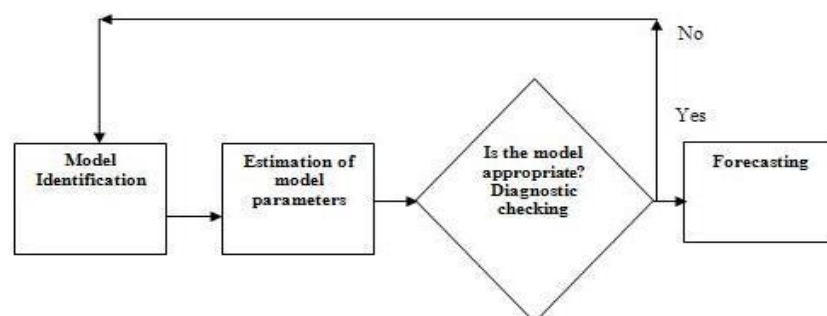 No
Yes
Model
Identification
Estimation of
model
parameters
Is the model
appropriate?
Diagnostic
checking
Forecasting